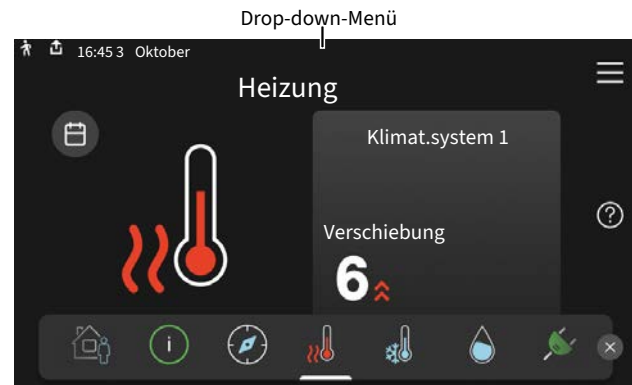 Drop-down-Menü
16:45 3 Oktober
Heizung
Klimat.system 1
Verschiebung
6
i
?